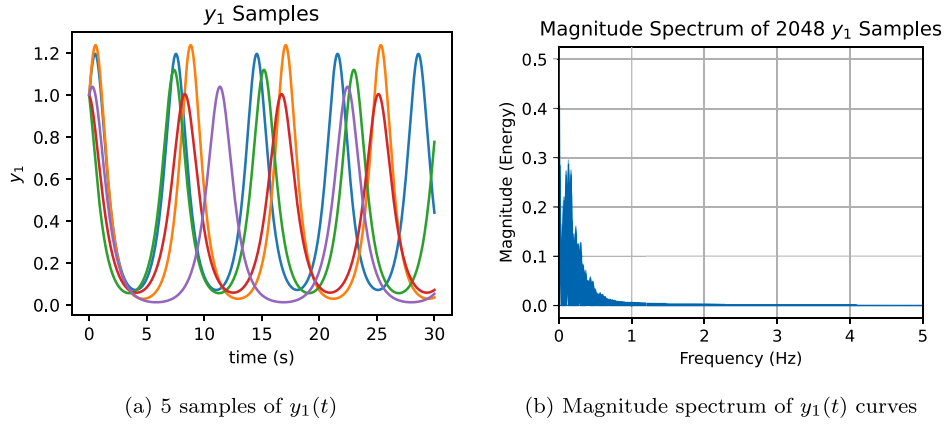 y₁ Samples
1.2
1.0
0.8
0.6
0.4
0.2
0.0
y₁
0 5 10 15 20 25 30
time (s)
(a) 5 samples of y₁(t)
Magnitude Spectrum of 2048 y₁ Samples
0.5
0.4
0.3
0.2
0.1
0.0
Magnitude (Energy)
0 1 2 3 4 5
Frequency (Hz)
(b) Magnitude spectrum of y₁(t) curves